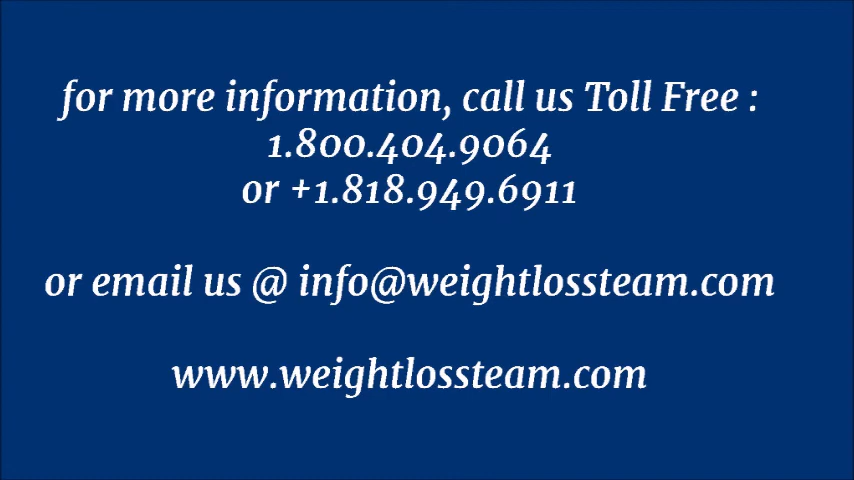 for more information, call us Toll Free :
1.800.404.9064
or +1.818.949.6911
or email us @ info@weightlossteam.com
www.weightlossteam.com